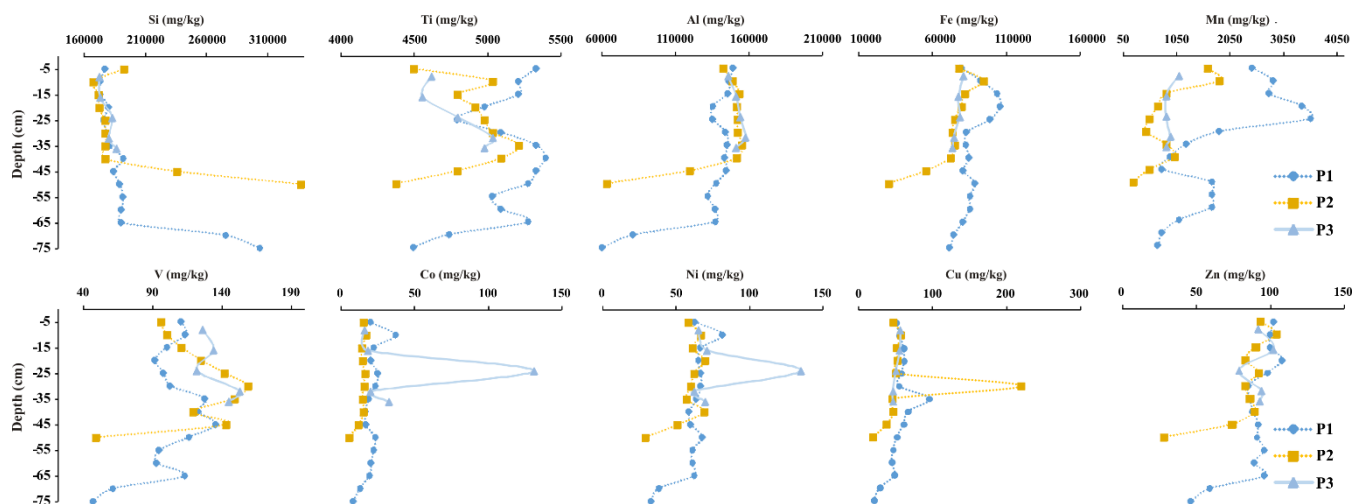 Si (mg/kg) Ti (mg/kg) Al (mg/kg) Fe (mg/kg) Mn (mg/kg)
160000 210000 260000 310000 4000 4500 5000 5500 60000 110000 160000 210000 10000 60000 110000 160000 50 1050 2050 3050 4050
-5
-15
-25
-35
-45
-55
-65
-75
Depth (cm)
P1
P2
P3
V (mg/kg) Co (mg/kg) Ni (mg/kg) Cu (mg/kg) Zn (mg/kg)
40 90 140 190 0 50 100 150 0 50 100 150 0 100 200 300 0 50 100 150
-5
-15
-25
-35
-45
-55
-65
-75
Depth (cm)
P1
P2
P3